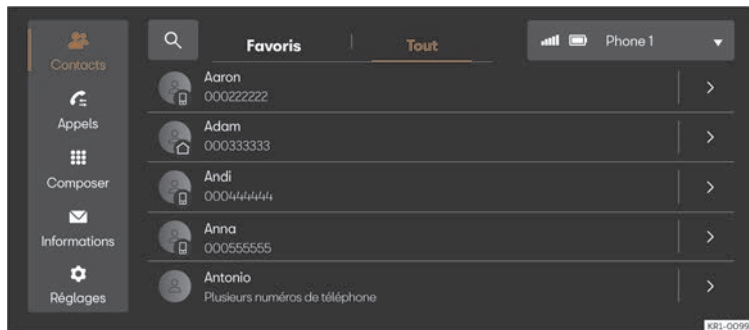 Contacts
Appels
Composer
Informations
Réglages
Favoris
Tout
Phone 1
Aaron
000222222
Adam
000333333
Andi
000444444
Anna
000555555
Antonio
Plusieurs numéros de téléphone
KR1-0099